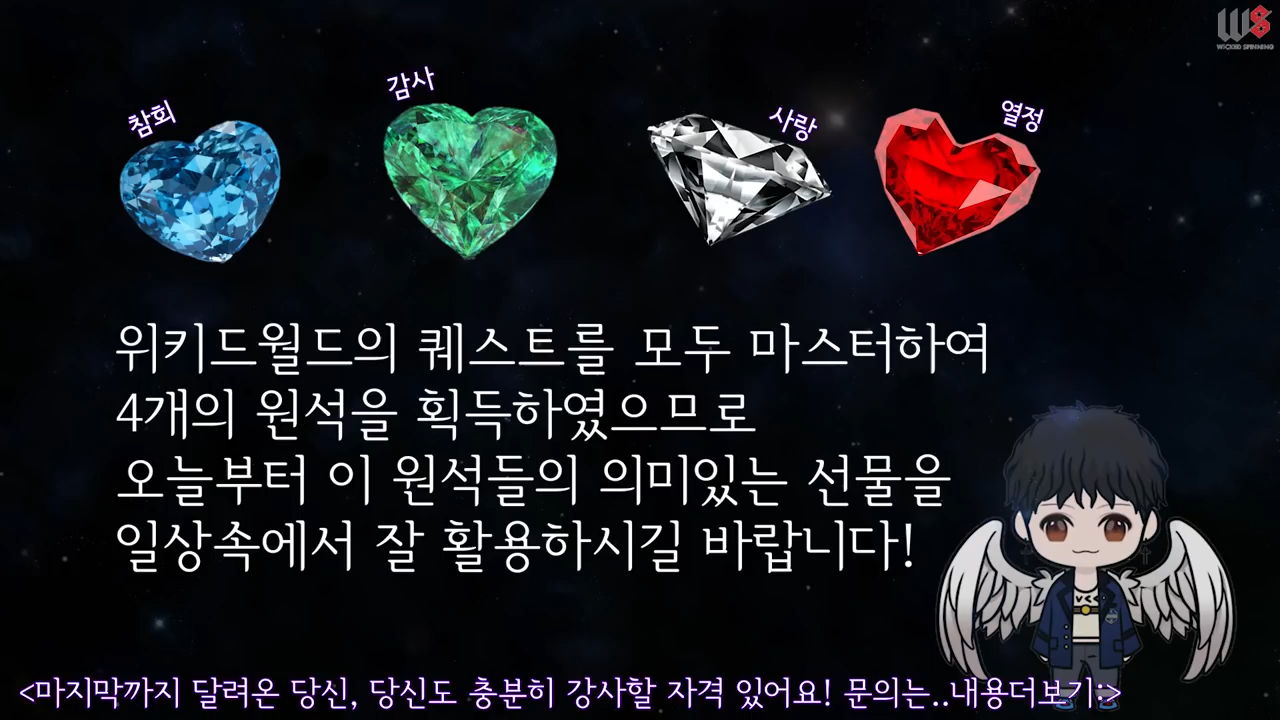 WS
WICKED SPINNING
참회
감사
사랑
열정
위키드월드의 퀘스트를 모두 마스터하여
4개의 원석을 획득하였으므로
오늘부터 이 원석들의 의미있는 선물을
일상속에서 잘 활용하시길 바랍니다!
<마지막까지 달려온 당신, 당신도 충분히 강사할 자격 있어요! 문의는..내용더보기:>